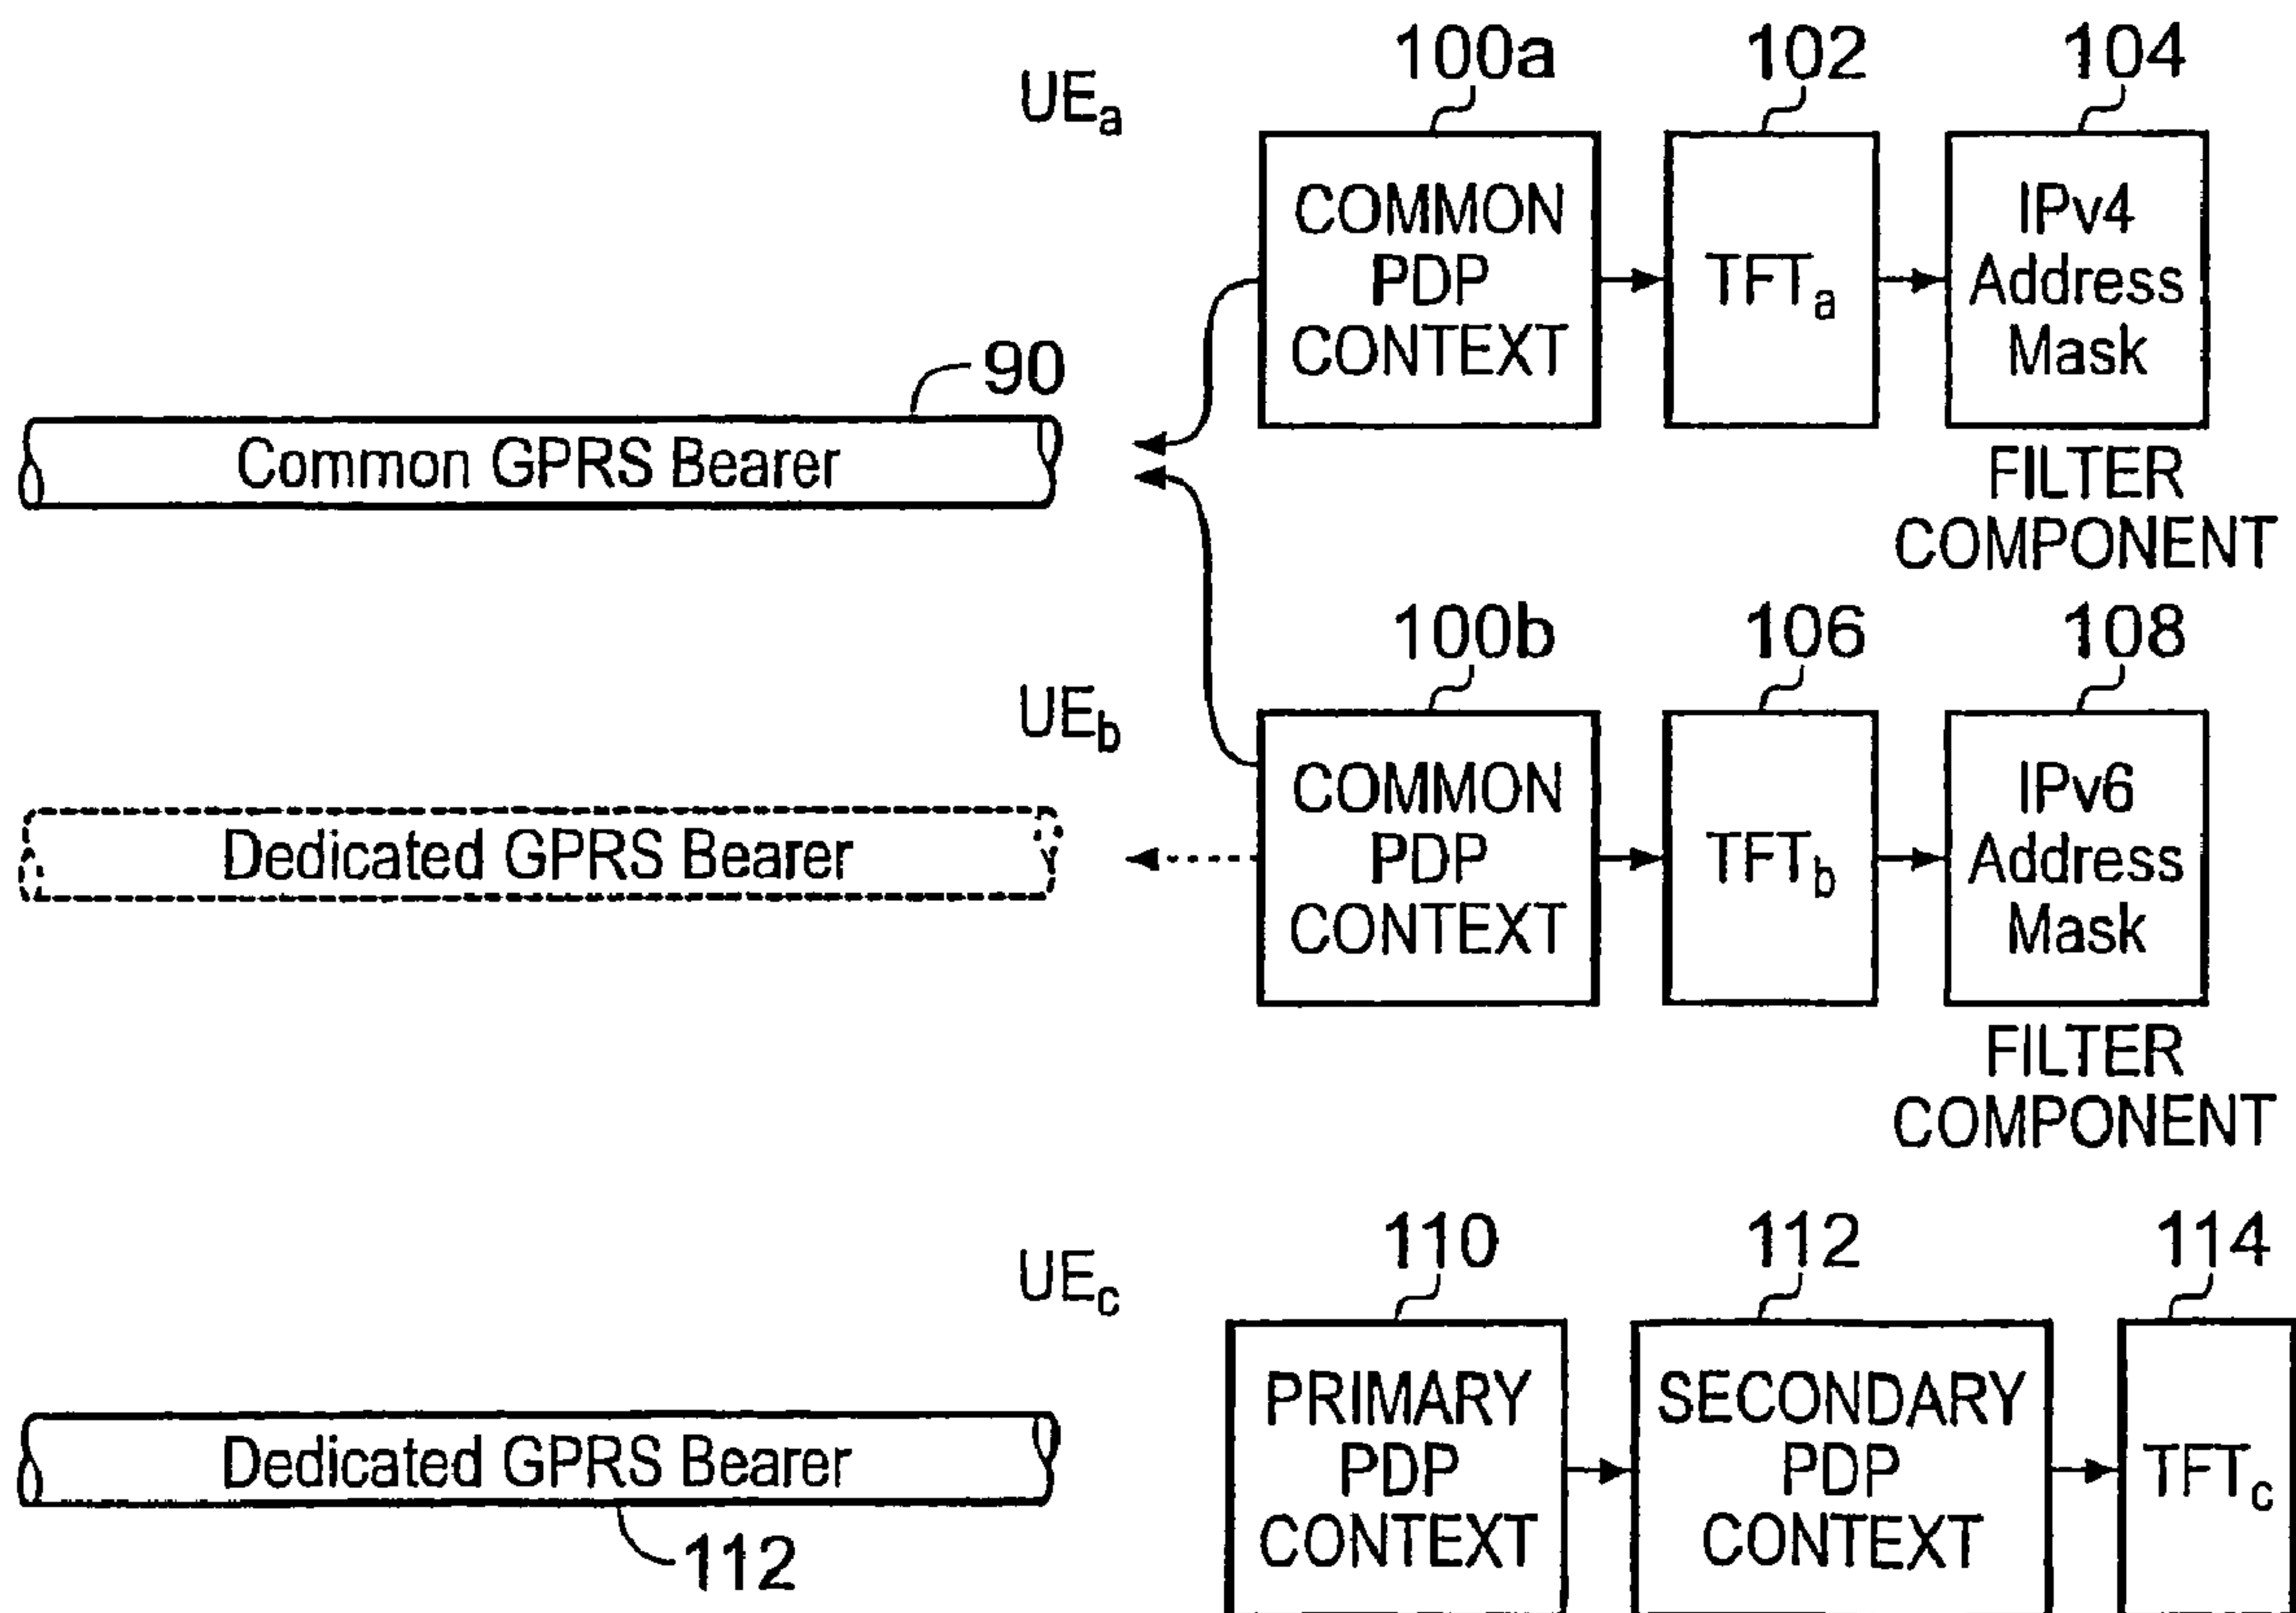 UEa
100a
102
104
COMMON
PDP
CONTEXT
TFTa
IPv4
Address
Mask
FILTER
COMPONENT
90
Common GPRS Bearer
UEb
100b
106
108
COMMON
PDP
CONTEXT
TFTb
IPv6
Address
Mask
FILTER
COMPONENT
Dedicated GPRS Bearer
UEc
110
112
114
PRIMARY
PDP
CONTEXT
SECONDARY
PDP
CONTEXT
TFTc
Dedicated GPRS Bearer
112